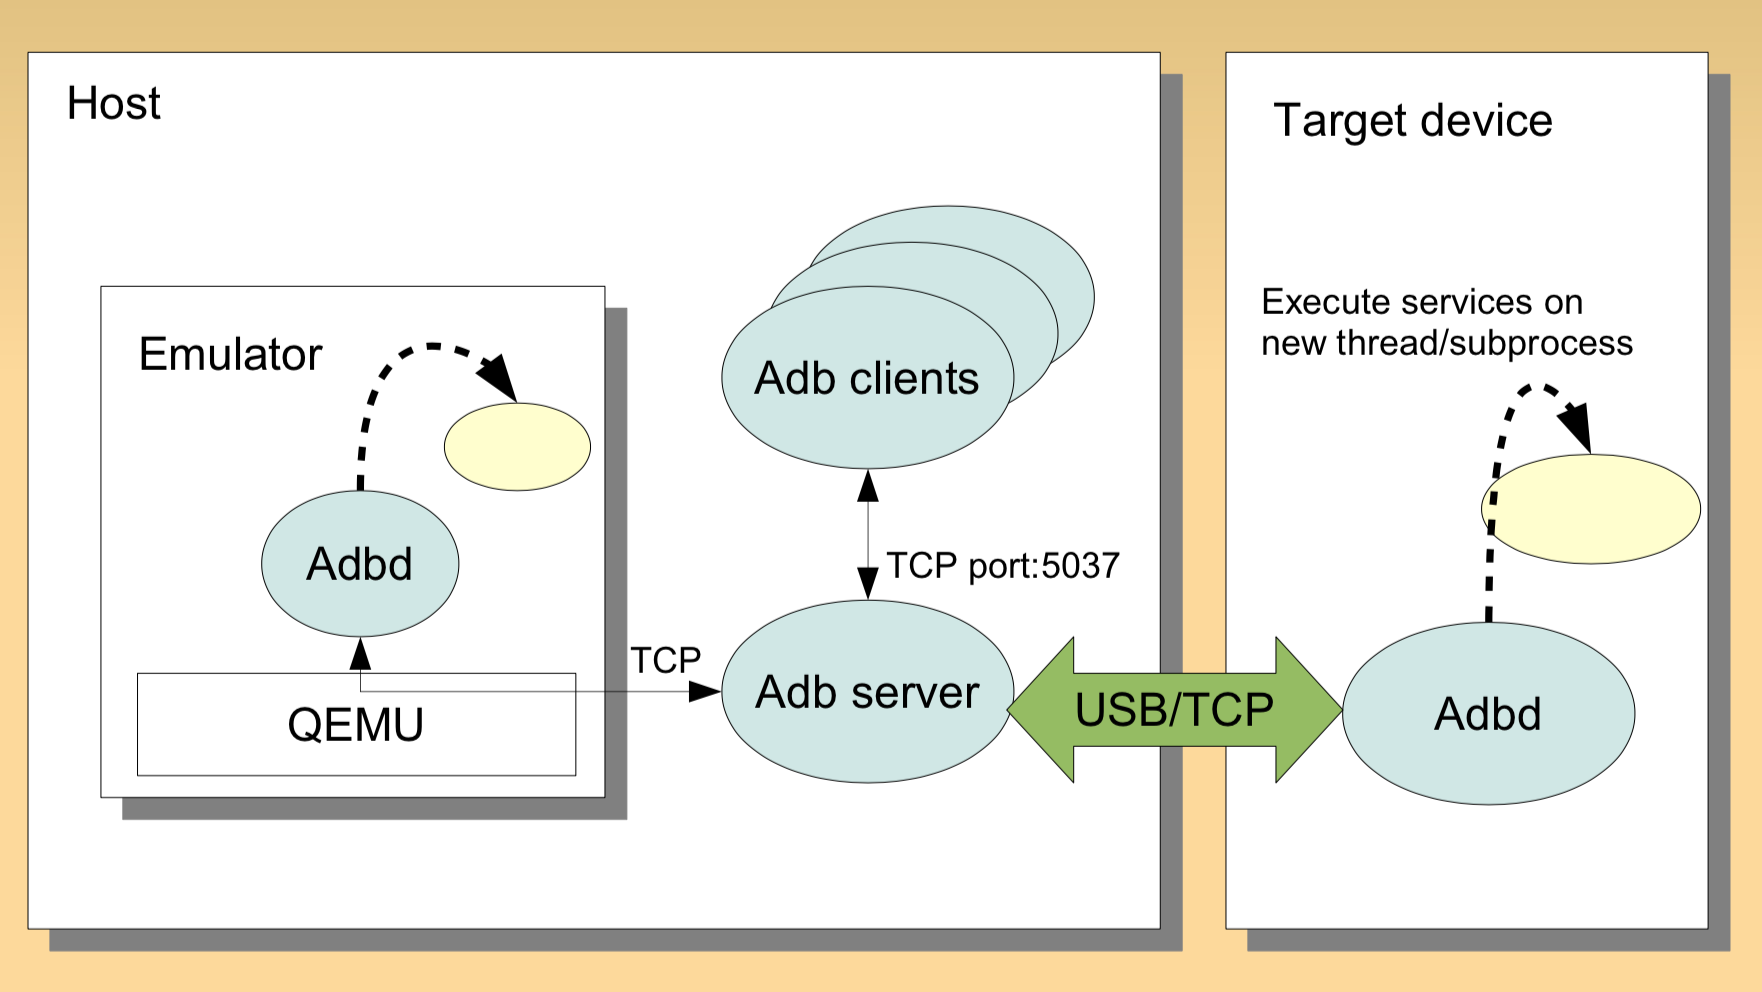 Host
Target device
Emulator
Adb clients
Execute services on
new thread/subprocess
Adbd
TCP port:5037
TCP
Adb server
USB/TCP
Adbd
QEMU